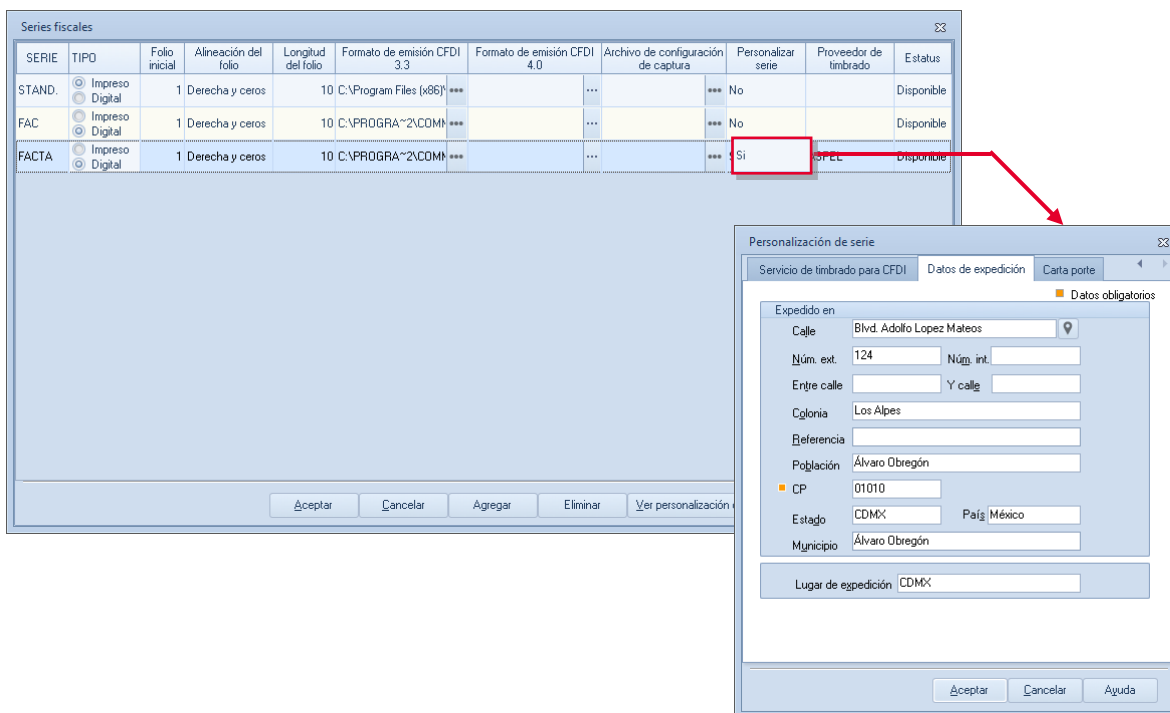 Series fiscales
SERIE TIPO Folio inicial Alineación del folio Longitud del folio Formato de emisión CFDI 3.3 Formato de emisión CFDI 4.0 Archivo de configuración de captura Personalizar serie Proveedor de timbrado Estatus
STAND. Impreso Digital 1 Derecha y ceros 10 C:\Program Files (x86)\ ••• ... ••• No Disponible
FAC Impreso Digital 1 Derecha y ceros 10 C:\PROGRA~2\COMM ••• ... ••• No Disponible
FACTA Impreso Digital 1 Derecha y ceros 10 C:\PROGRA~2\COMM ••• ... ••• Si Disponible
Aceptar Cancelar Agregar Eliminar Ver personalización
Personalización de serie
Servicio de timbrado para CFDI Datos de expedición Carta porte
Datos obligatorios
Expedido en
Calle Blvd. Adolfo Lopez Mateos
Núm. ext. 124 Núm. int.
Entre calle Y calle
Colonia Los Alpes
Referencia
Población Álvaro Obregón
CP 01010
Estado CDMX País México
Municipio Álvaro Obregón
Lugar de expedición CDMX
Aceptar Cancelar Ayuda